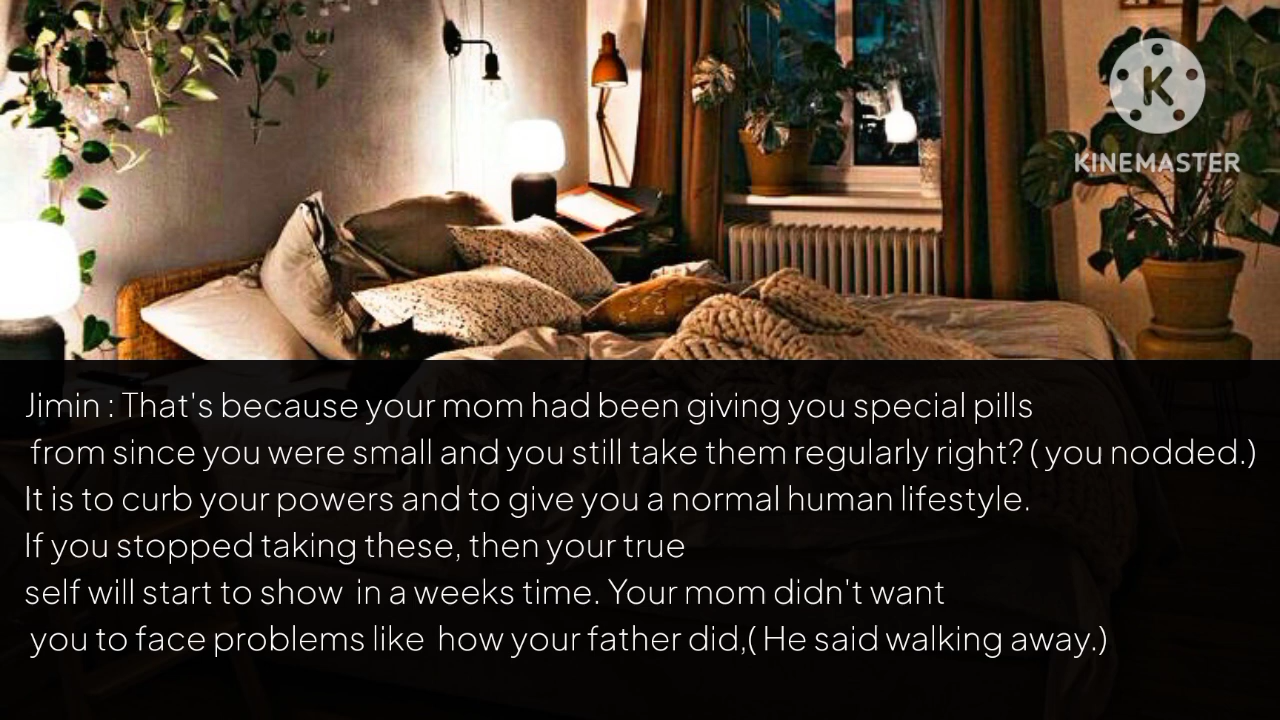 KINEMASTER
Jimin : That's because your mom had been giving you special pills
from since you were small and you still take them regularly right? ( you nodded.)
It is to curb your powers and to give you a normal human lifestyle.
If you stopped taking these, then your true
self will start to show in a weeks time. Your mom didn't want
you to face problems like how your father did,( He said walking away.)